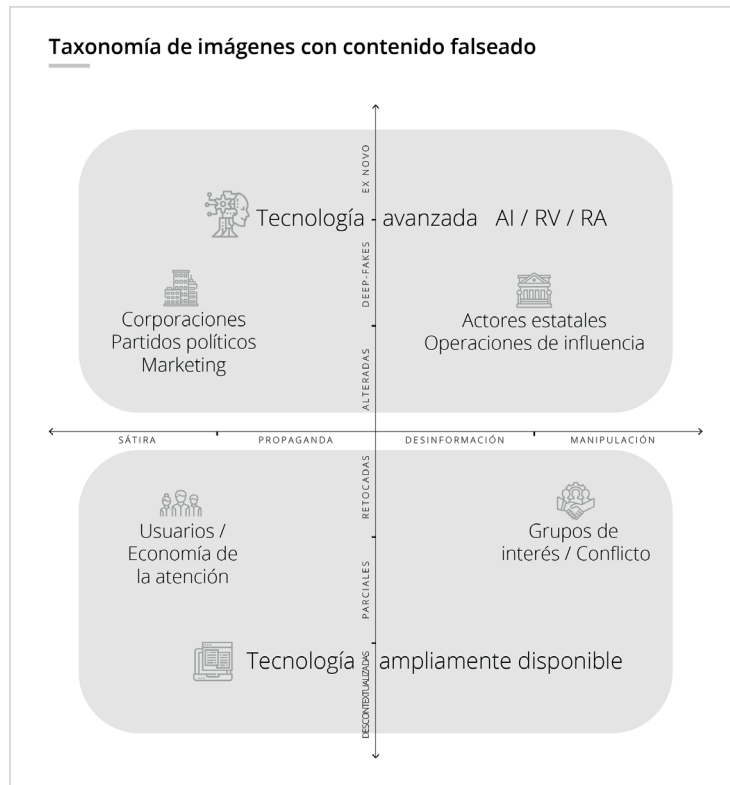 Taxonomía de imágenes con contenido falseado
EX NOVO
Tecnología avanzada AI / RV / RA
DEEP-FAKES
Corporaciones
Partidos políticos
Marketing
Actores estatales
Operaciones de influencia
ALTERADAS
SÁTIRA
PROPAGANDA
DESINFORMACIÓN
MANIPULACIÓN
RETOCADAS
Usuarios /
Economía de
la atención
Grupos de
interés / Conflicto
PARCIALES
Tecnología ampliamente disponible
DESCONTEXTUALIZADAS